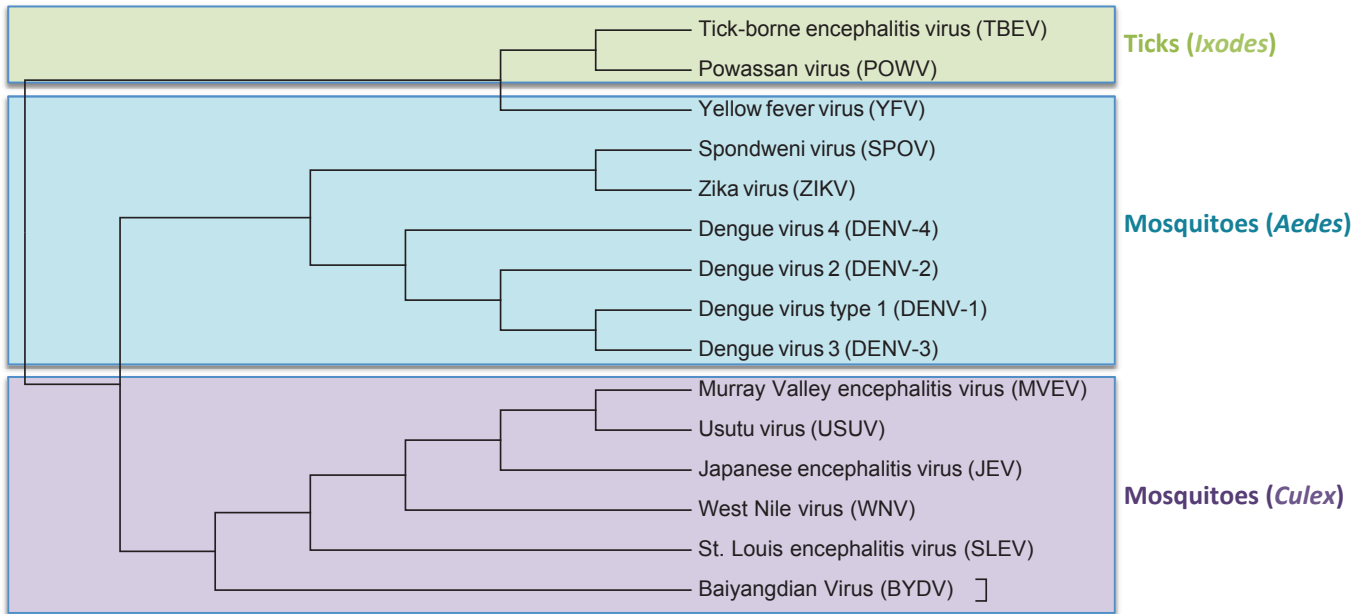 Tick-borne encephalitis virus (TBEV)
Powassan virus (POWV)
Ticks (Ixodes)
Yellow fever virus (YFV)
Spondweni virus (SPOV)
Zika virus (ZIKV)
Dengue virus 4 (DENV-4)
Dengue virus 2 (DENV-2)
Dengue virus type 1 (DENV-1)
Dengue virus 3 (DENV-3)
Mosquitoes (Aedes)
Murray Valley encephalitis virus (MVEV)
Usutu virus (USUV)
Japanese encephalitis virus (JEV)
West Nile virus (WNV)
St. Louis encephalitis virus (SLEV)
Baiyangdian Virus (BYDV)
Mosquitoes (Culex)